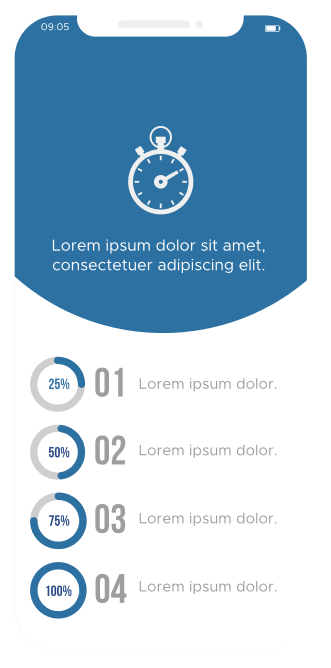 09:05
Lorem ipsum dolor sit amet,
consectetuer adipiscing elit.
25% 01 Lorem ipsum dolor.
50% 02 Lorem ipsum dolor.
75% 03 Lorem ipsum dolor.
100% 04 Lorem ipsum dolor.